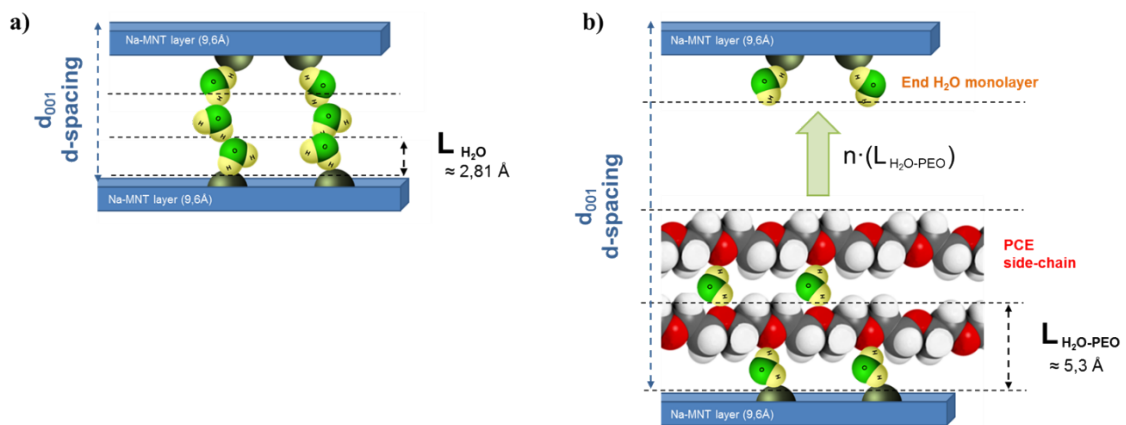 a)
Na-MNT layer (9,6Å)
d001
d-spacing
H
O
H
H
O
H
H
O
H
H
O
H
H
O
H
H
O
H
L H2O
≈ 2,81 Å
Na-MNT layer (9,6Å)
b)
Na-MNT layer (9,6Å)
H
O
H
H
O
H
End H2O monolayer
n·(L H2O-PEO)
d001
d-spacing
PCE
side-chain
H
O
H
H
O
H
H
O
H
H
O
H
L H2O-PEO
≈ 5,3 Å
Na-MNT layer (9,6Å)